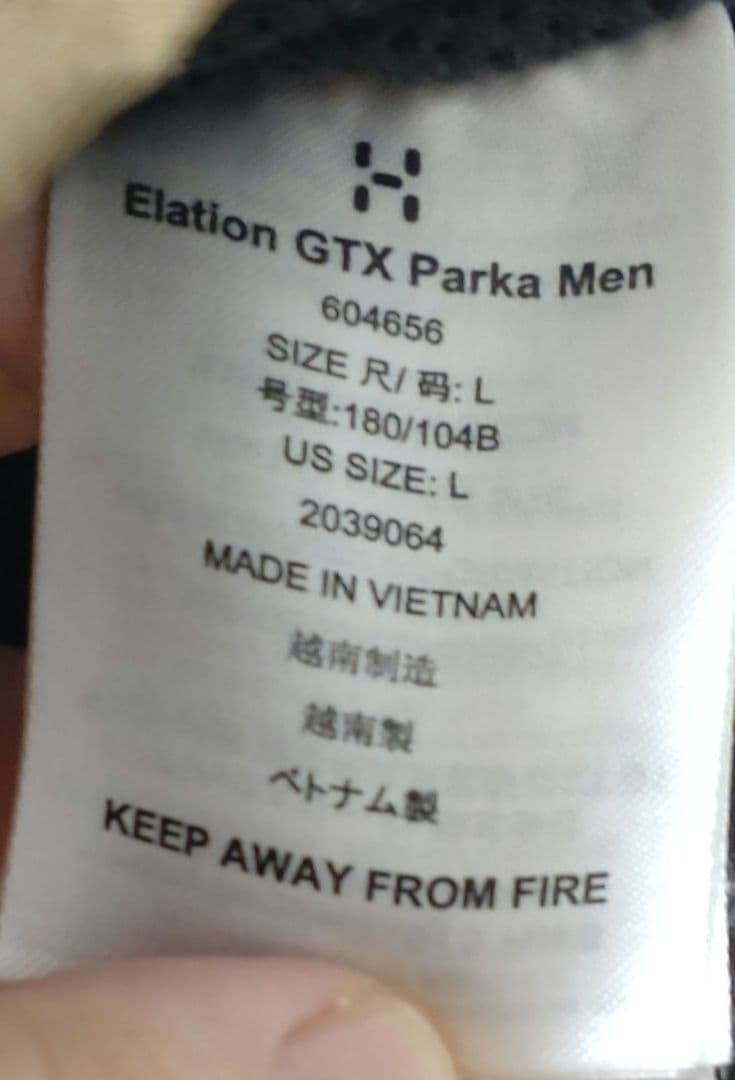 Elation GTX Parka Men
604656
SIZE 尺/ 码: L
号型:180/104B
US SIZE: L
2039064
MADE IN VIETNAM
越南制造
越南製
ベトナム製
KEEP AWAY FROM FIRE